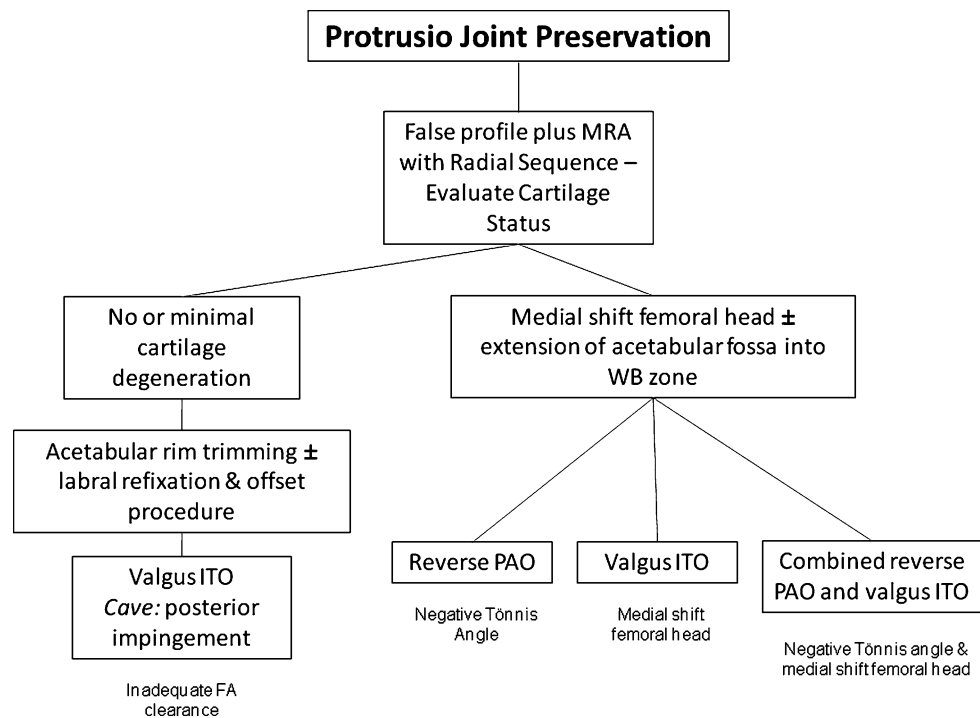 Protrusio Joint Preservation
False profile plus MRA
with Radial Sequence –
Evaluate Cartilage
Status
No or minimal
cartilage
degeneration
Medial shift femoral head ±
extension of acetabular fossa into
WB zone
Acetabular rim trimming ±
labral refixation & offset
procedure
Valgus ITO
Cave: posterior
impingement
Inadequate FA
clearance
Reverse PAO
Negative Tönnis
Angle
Valgus ITO
Medial shift
femoral head
Combined reverse
PAO and valgus ITO
Negative Tönnis angle &
medial shift femoral head